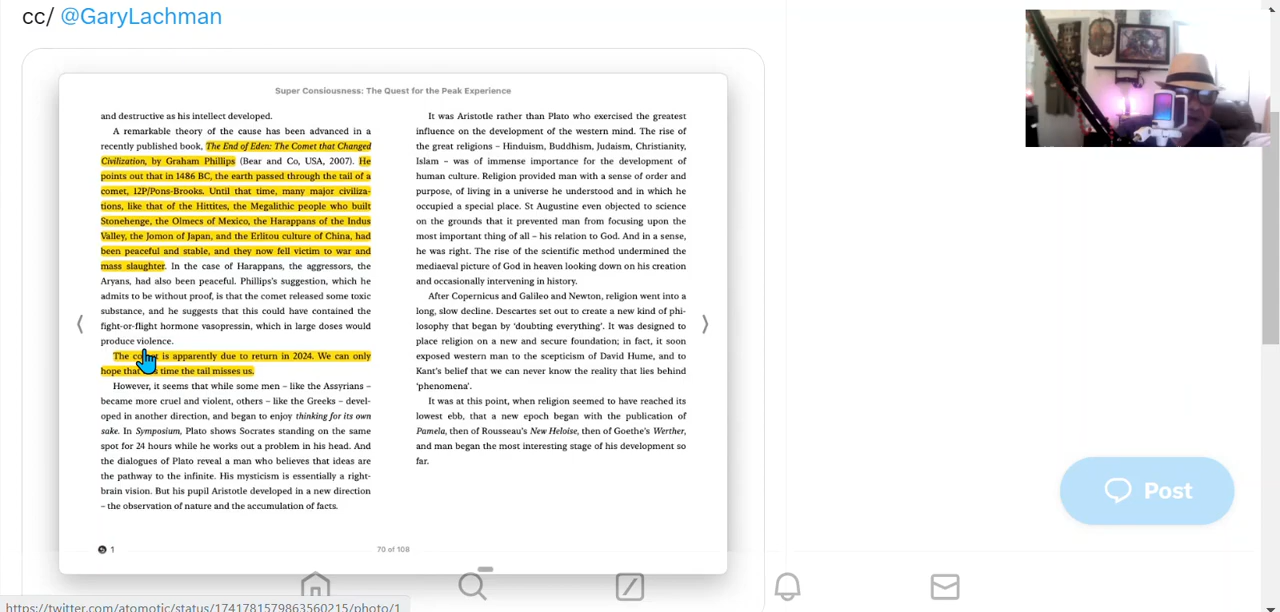 cc/ @GaryLachman
Super Consiousness: The Quest for the Peak Experience
and destructive as his intellect developed.
A remarkable theory of the cause has been advanced in a
recently published book, The End of Eden: The Comet that Changed
Civilization, by Graham Phillips (Bear and Co, USA, 2007). He
points out that in 1486 BC, the earth passed through the tail of a
comet, 12P/Pons-Brooks. Until that time, many major civiliza-
tions, like that of the Hittites, the Megalithic people who built
Stonehenge, the Olmecs of Mexico, the Harappans of the Indus
Valley, the Jomon of Japan, and the Erlitou culture of China, had
been peaceful and stable, and they now fell victim to war and
mass slaughter. In the case of Harappans, the aggressors, the
Aryans, had also been peaceful. Phillips's suggestion, which he
admits to be without proof, is that the comet released some toxic
substance, and he suggests that this could have contained the
fight-or-flight hormone vasopressin, which in large doses would
produce violence.
The is apparently due to return in 2024. We can only
hope time the tail misses us.
However, it seems that while some men – like the Assyrians –
became more cruel and violent, others – like the Greeks – devel-
oped in another direction, and began to enjoy thinking for its own
sake. In Symposium, Plato shows Socrates standing on the same
spot for 24 hours while he works out a problem in his head. And
the dialogues of Plato reveal a man who believes that ideas are
the pathway to the infinite. His mysticism is essentially a right-
brain vision. But his pupil Aristotle developed in a new direction
– the observation of nature and the accumulation of facts.
It was Aristotle rather than Plato who exercised the greatest
influence on the development of the western mind. The rise of
the great religions – Hinduism, Buddhism, Judaism, Christianity,
Islam – was of immense importance for the development of
human culture. Religion provided man with a sense of order and
purpose, of living in a universe he understood and in which he
occupied a special place. St Augustine even objected to science
on the grounds that it prevented man from focusing upon the
most important thing of all – his relation to God. And in a sense,
he was right. The rise of the scientific method undermined the
mediaeval picture of God in heaven looking down on his creation
and occasionally intervening in history.
After Copernicus and Galileo and Newton, religion went into a
long, slow decline. Descartes set out to create a new kind of phi-
losophy that began by 'doubting everything'. It was designed to
place religion on a new and secure foundation; in fact, it soon
exposed western man to the scepticism of David Hume, and to
Kant's belief that we can never know the reality that lies behind
'phenomena'.
It was at this point, when religion seemed to have reached its
lowest ebb, that a new epoch began with the publication of
Pamela, then of Rousseau's New Heloise, then of Goethe's Werther,
and man began the most interesting stage of his development so
far.
1
70 of 108
Post
https://twitter.com/atomotic/status/1741781579863560215/photo/1